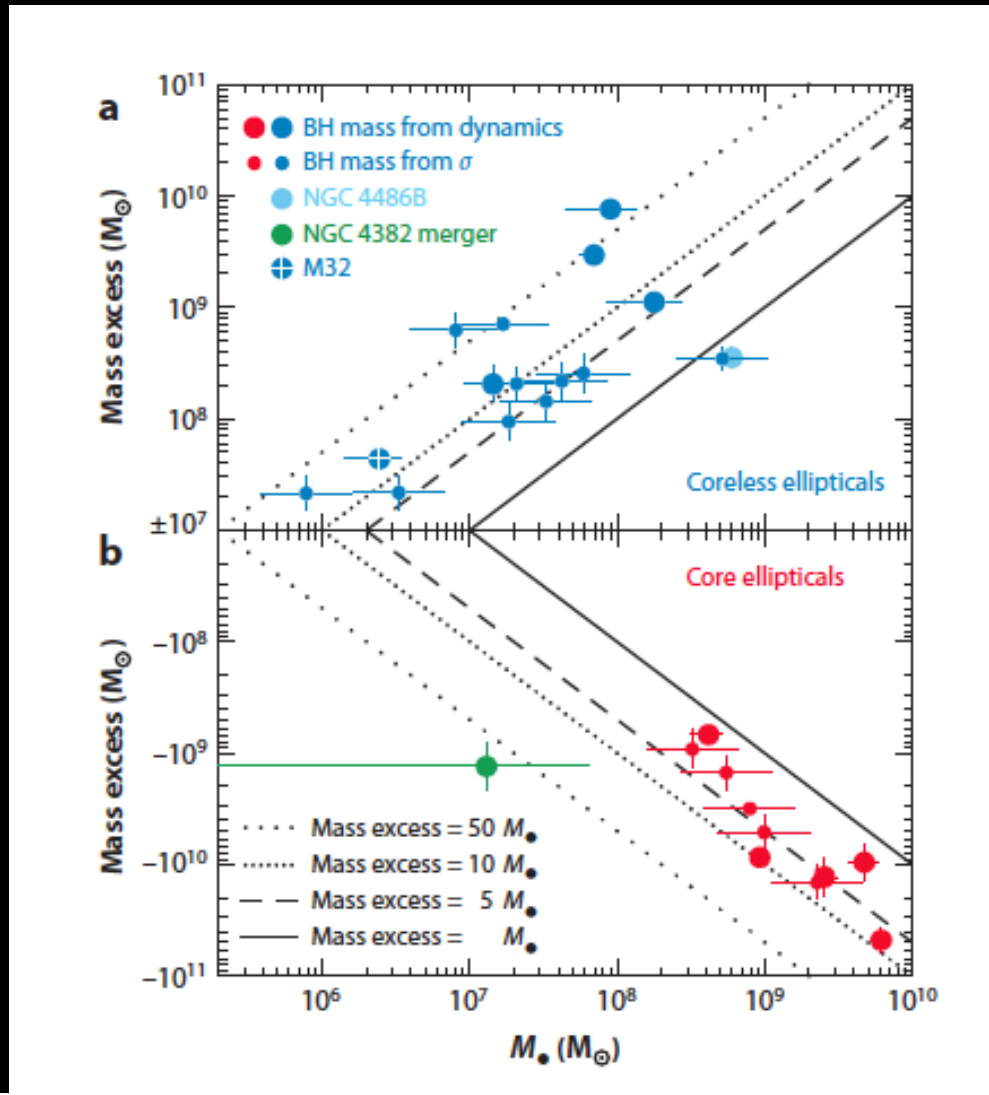 a
10¹¹
BH mass from dynamics
BH mass from σ
NGC 4486B
NGC 4382 merger
M32
10¹⁰
10⁹
10⁸
±10⁷
Mass excess (M⊙)
Coreless ellipticals
b
Core ellipticals
−10⁸
−10⁹
−10¹⁰
−10¹¹
Mass excess (M⊙)
Mass excess = 50 M●
Mass excess = 10 M●
Mass excess = 5 M●
Mass excess = M●
10⁶ 10⁷ 10⁸ 10⁹ 10¹⁰
M● (M⊙)